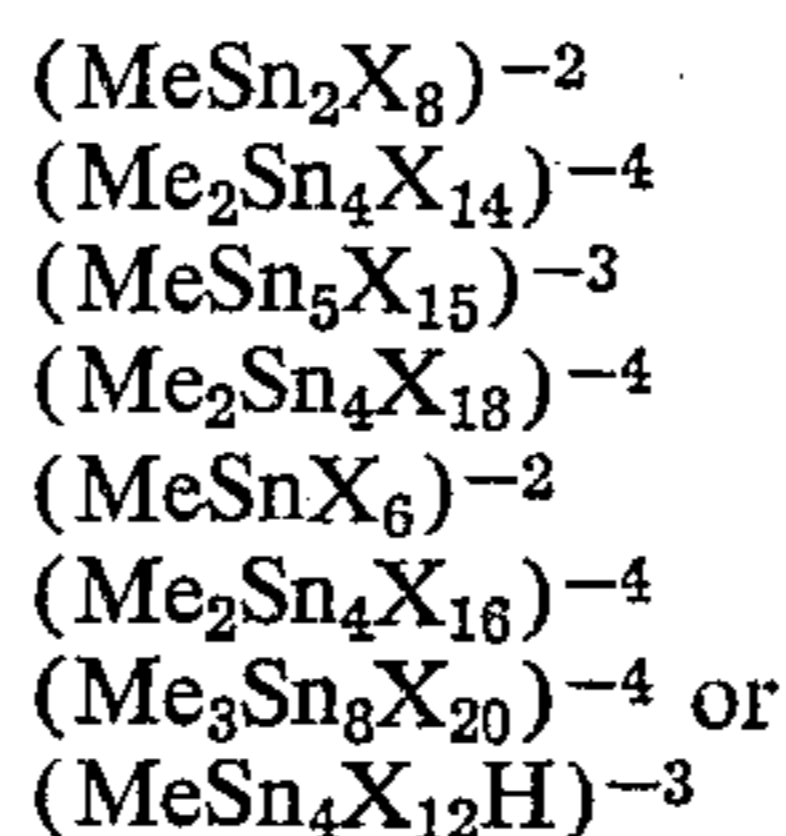 (MeSn₂X₈)⁻²
(Me₂Sn₄X₁₄)⁻⁴
(MeSn₅X₁₅)⁻³
(Me₂Sn₄X₁₈)⁻⁴
(MeSnX₆)⁻²
(Me₂Sn₄X₁₆)⁻⁴
(Me₃Sn₈X₂₀)⁻⁴ or
(MeSn₄X₁₂H)⁻³